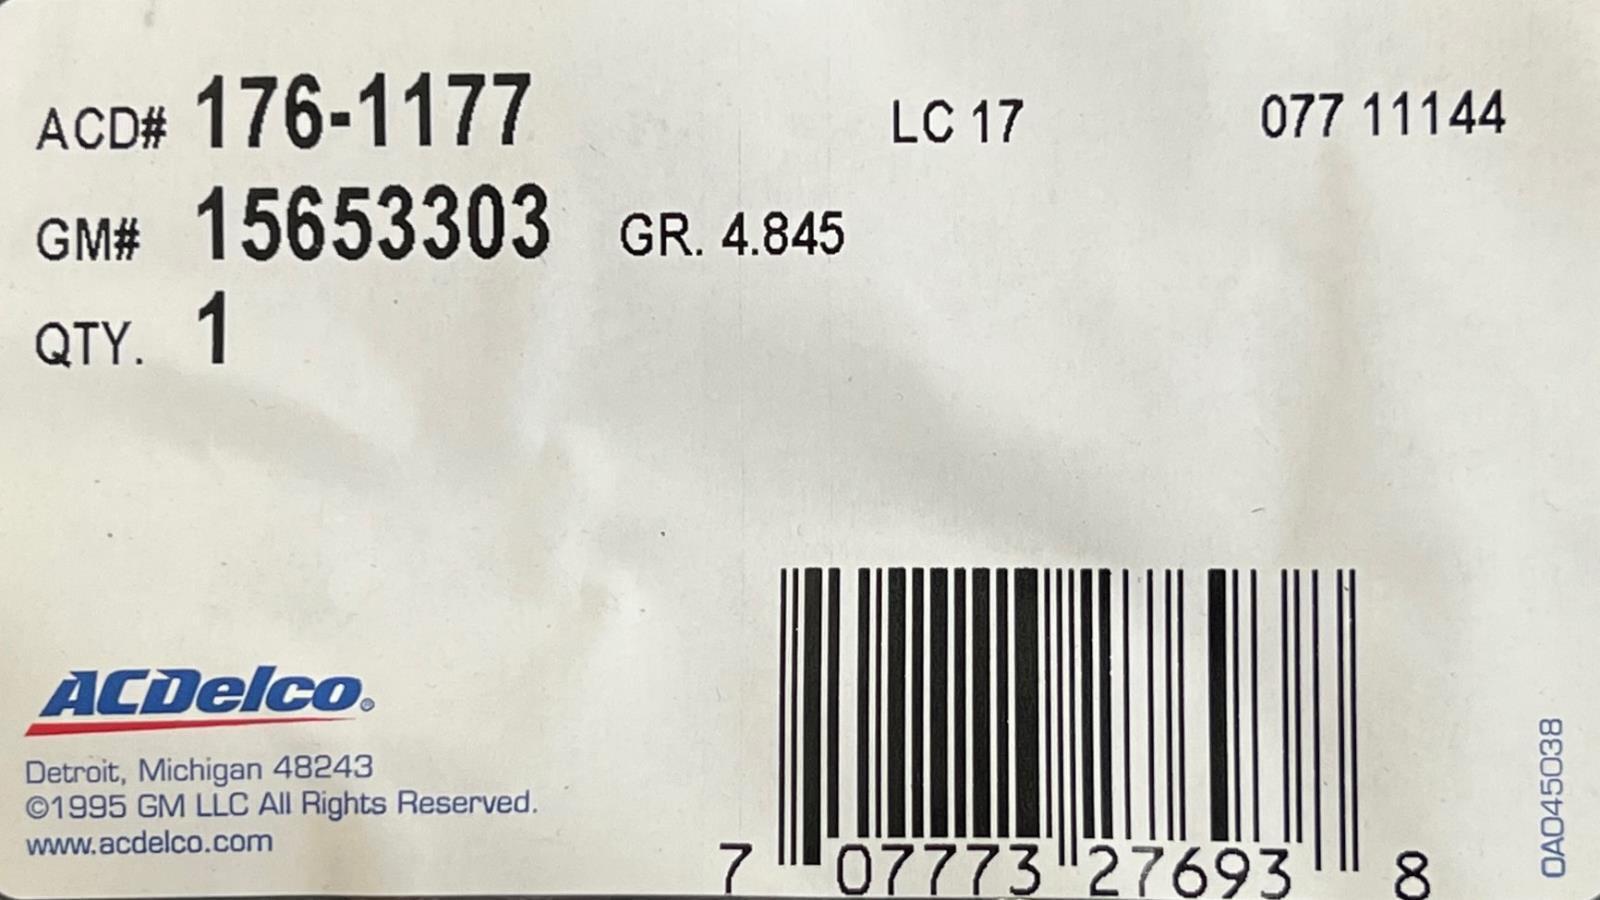 ACD# 176-1177 LC 17 077 11144
GM# 15653303 GR. 4.845
QTY. 1
ACDelco®
Detroit, Michigan 48243
©1995 GM LLC All Rights Reserved.
www.acdelco.com
7 07773 27693 8
0A045038